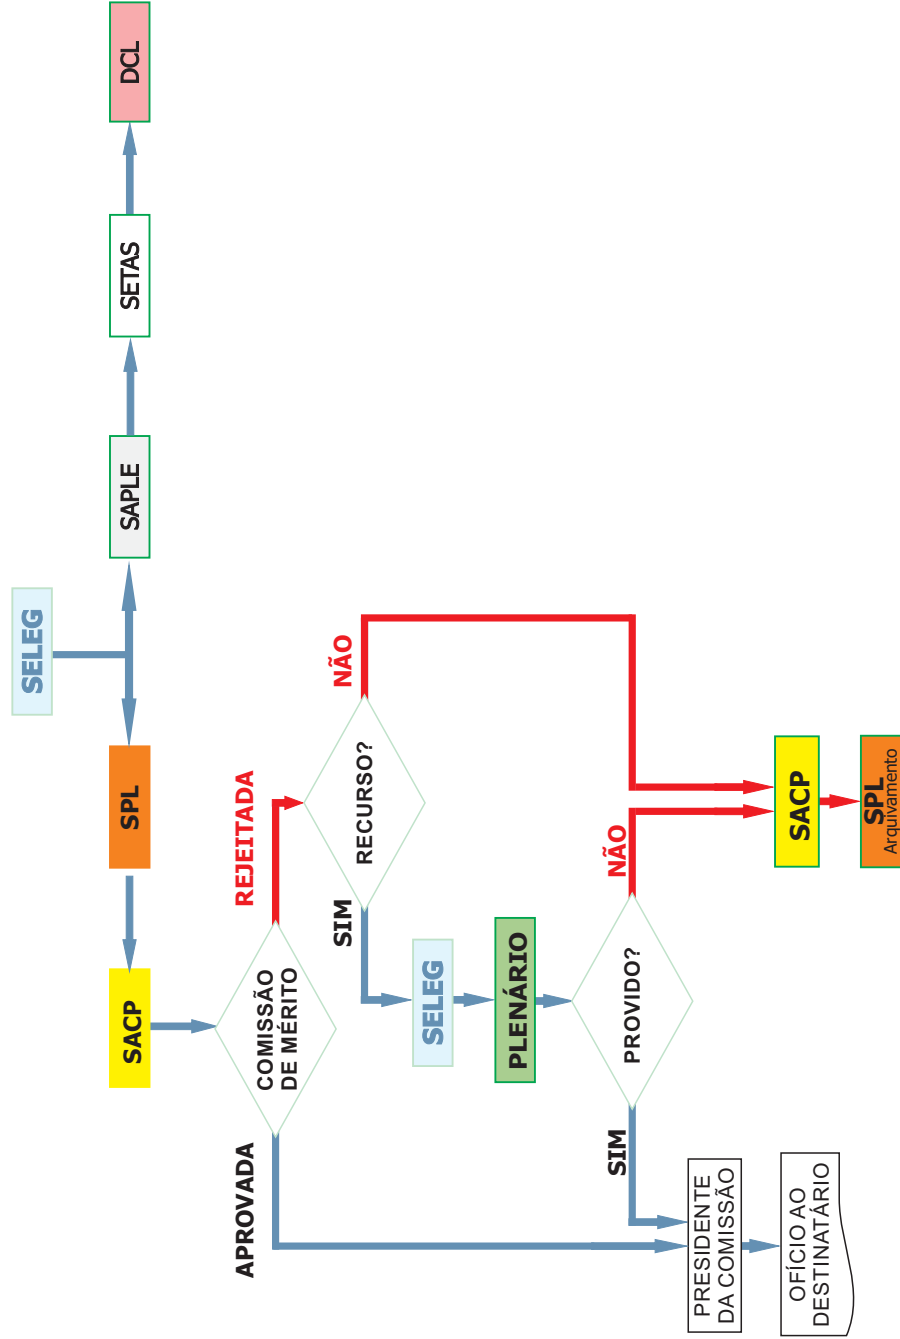 SELEG
SPL
SAPLE
SETAS
DCL
SACP
COMISSÃO
DE MÉRITO
APROVADA
REJEITADA
RECURSO?
SIM
NÃO
SELEG
PLENÁRIO
PROVIDO?
SIM
NÃO
PRESIDENTE
DA COMISSÃO
OFÍCIO AO
DESTINATÁRIO
SACP
SPL
Arquivamento